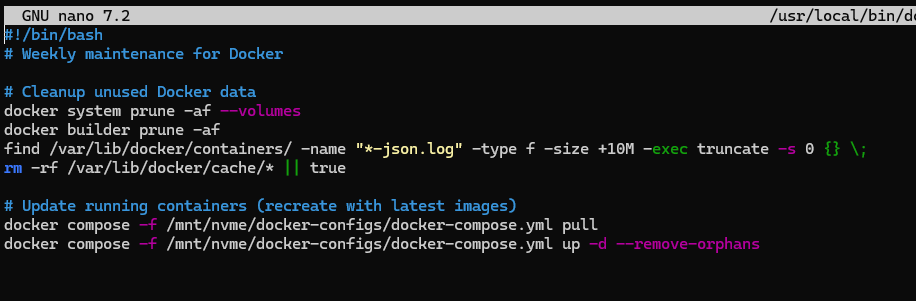 GNU nano 7.2 /usr/local/bin/do
#!/bin/bash
# Weekly maintenance for Docker
# Cleanup unused Docker data
docker system prune -af --volumes
docker builder prune -af
find /var/lib/docker/containers/ -name "*-json.log" -type f -size +10M -exec truncate -s 0 {} \;
rm -rf /var/lib/docker/cache/* || true
# Update running containers (recreate with latest images)
docker compose -f /mnt/nvme/docker-configs/docker-compose.yml pull
docker compose -f /mnt/nvme/docker-configs/docker-compose.yml up -d --remove-orphans